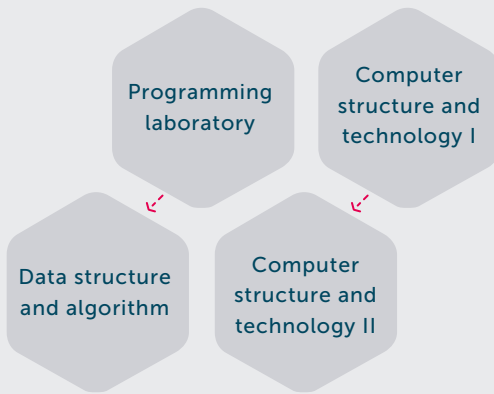 Programming
laboratory
Computer
structure and
technology I
Data structure
and algorithm
Computer
structure and
technology II